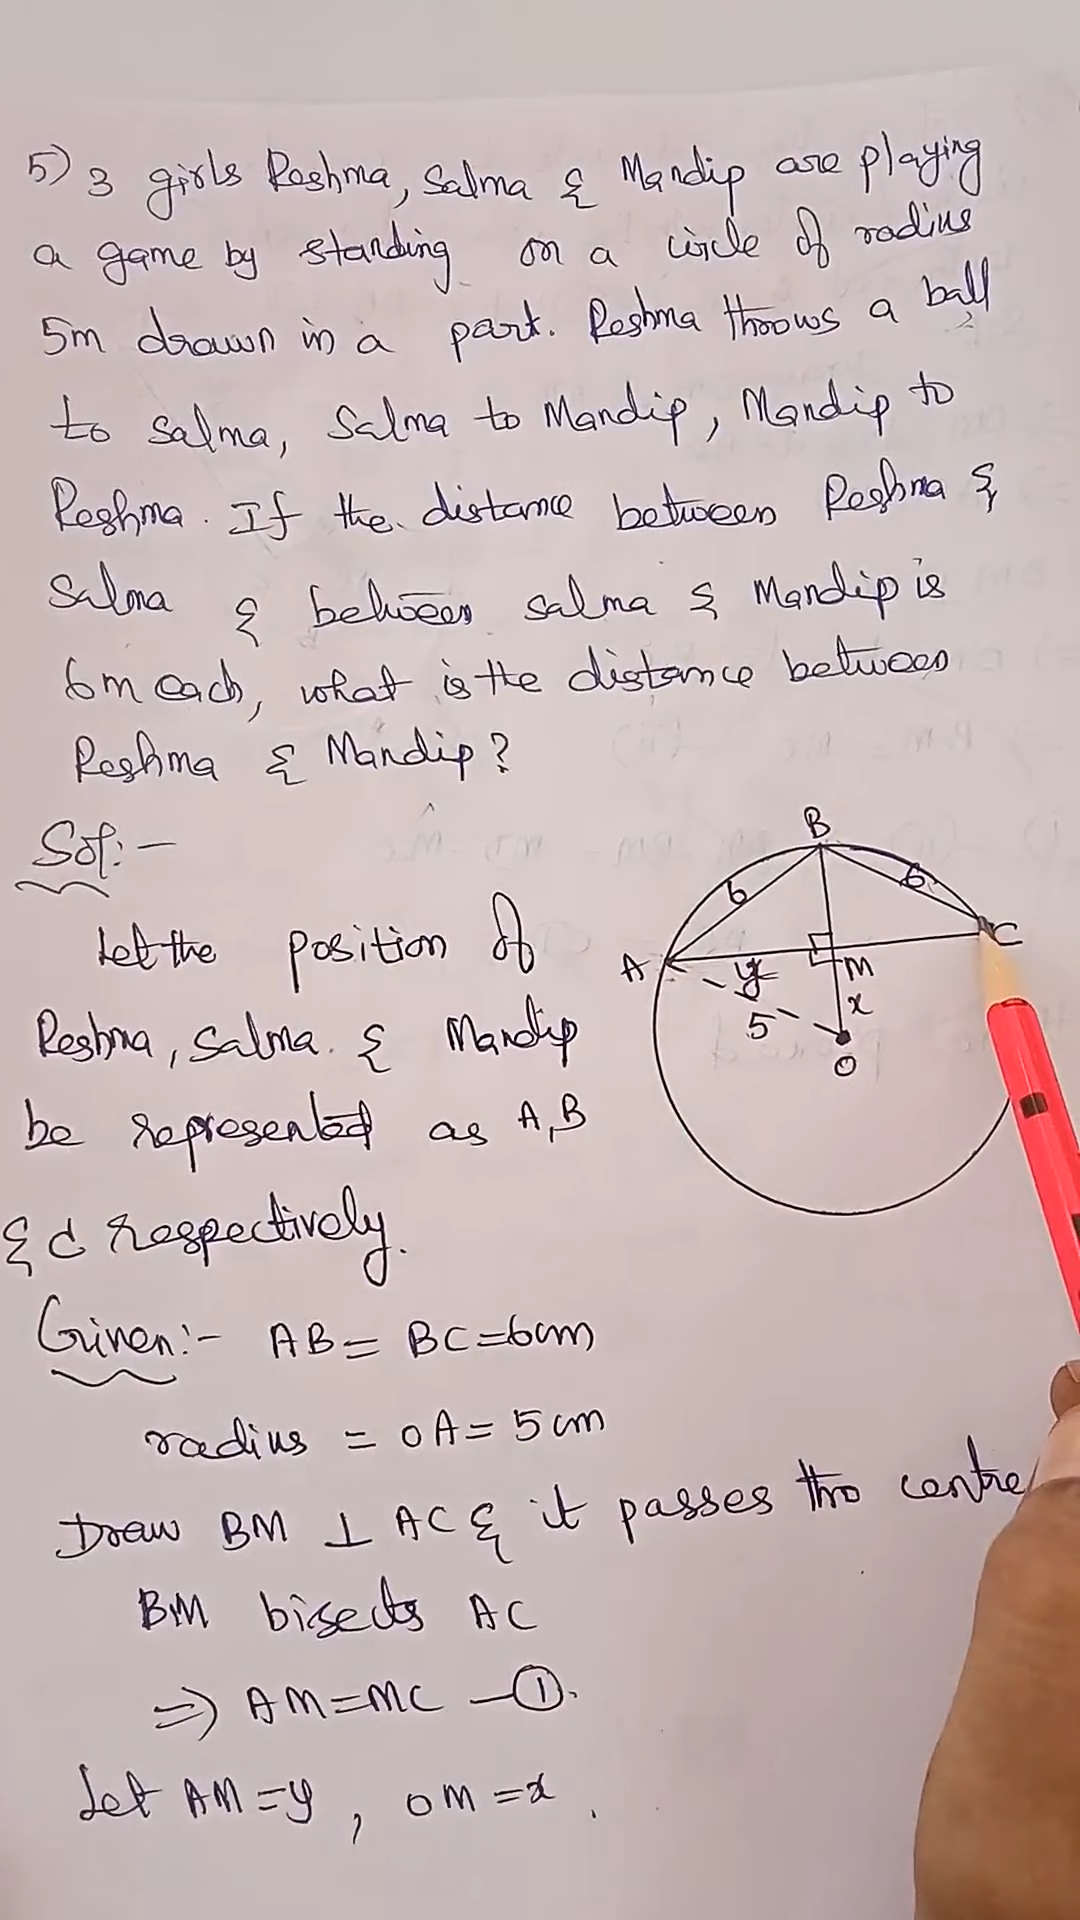 5) 3 girls Reshma, Salma & Mandip are playing
a game by standing on a circle of radius
5m drawn in a park. Reshma throws a ball
to salma, Salma to Mandip, Mandip to
Reshma. If the distance between Reshma &
Salma & between salma & Mandip is
6m each, what is the distance between
Reshma & Mandip?
Sol:-
Let the position of
Reshma, Salma & Mandip
be represented as A,B
& C respectively.
B
6
6
A
C
y
M
x
5
O
Given:- AB = BC = 6cm
radius = OA = 5cm
Draw BM ⊥ AC & it passes thro centre
BM bisects AC
⇒ AM = MC —①.
Let AM = y, OM = x.